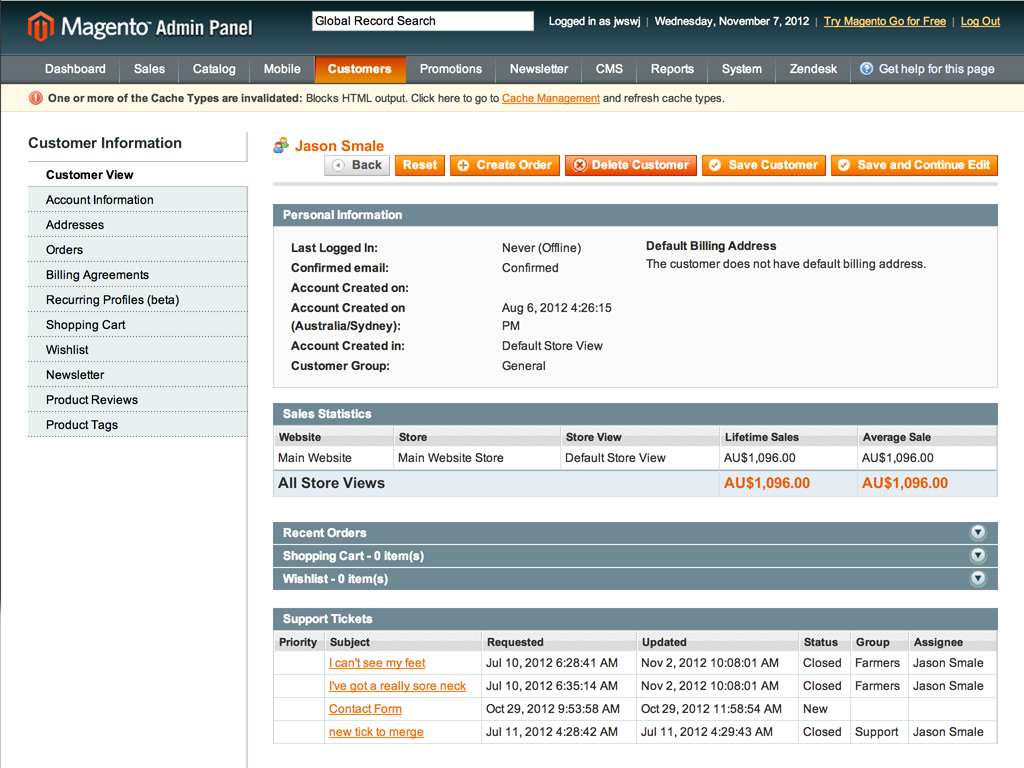 Magento™ Admin Panel
Global Record Search
Logged in as jwswj | Wednesday, November 7, 2012 | Try Magento Go for Free | Log Out
Dashboard Sales Catalog Mobile Customers Promotions Newsletter CMS Reports System Zendesk Get help for this page
One or more of the Cache Types are invalidated: Blocks HTML output. Click here to go to Cache Management and refresh cache types.
Customer Information
Customer View
Account Information
Addresses
Orders
Billing Agreements
Recurring Profiles (beta)
Shopping Cart
Wishlist
Newsletter
Product Reviews
Product Tags
Jason Smale
Back Reset Create Order Delete Customer Save Customer Save and Continue Edit
Personal Information
Last Logged In: Never (Offline)
Confirmed email: Confirmed
Account Created on:
Account Created on Aug 6, 2012 4:26:15
(Australia/Sydney): PM
Account Created in: Default Store View
Customer Group: General
Default Billing Address
The customer does not have default billing address.
Sales Statistics
Website Store Store View Lifetime Sales Average Sale
Main Website Main Website Store Default Store View AU$1,096.00 AU$1,096.00
All Store Views AU$1,096.00 AU$1,096.00
Recent Orders
Shopping Cart - 0 item(s)
Wishlist - 0 item(s)
Support Tickets
Priority Subject Requested Updated Status Group Assignee
I can't see my feet Jul 10, 2012 6:28:41 AM Nov 2, 2012 10:08:01 AM Closed Farmers Jason Smale
I've got a really sore neck Jul 10, 2012 6:35:14 AM Nov 2, 2012 10:08:01 AM Closed Farmers Jason Smale
Contact Form Oct 29, 2012 9:53:58 AM Oct 29, 2012 11:58:54 AM New
new tick to merge Jul 11, 2012 4:28:42 AM Jul 11, 2012 4:29:43 AM Closed Support Jason Smale